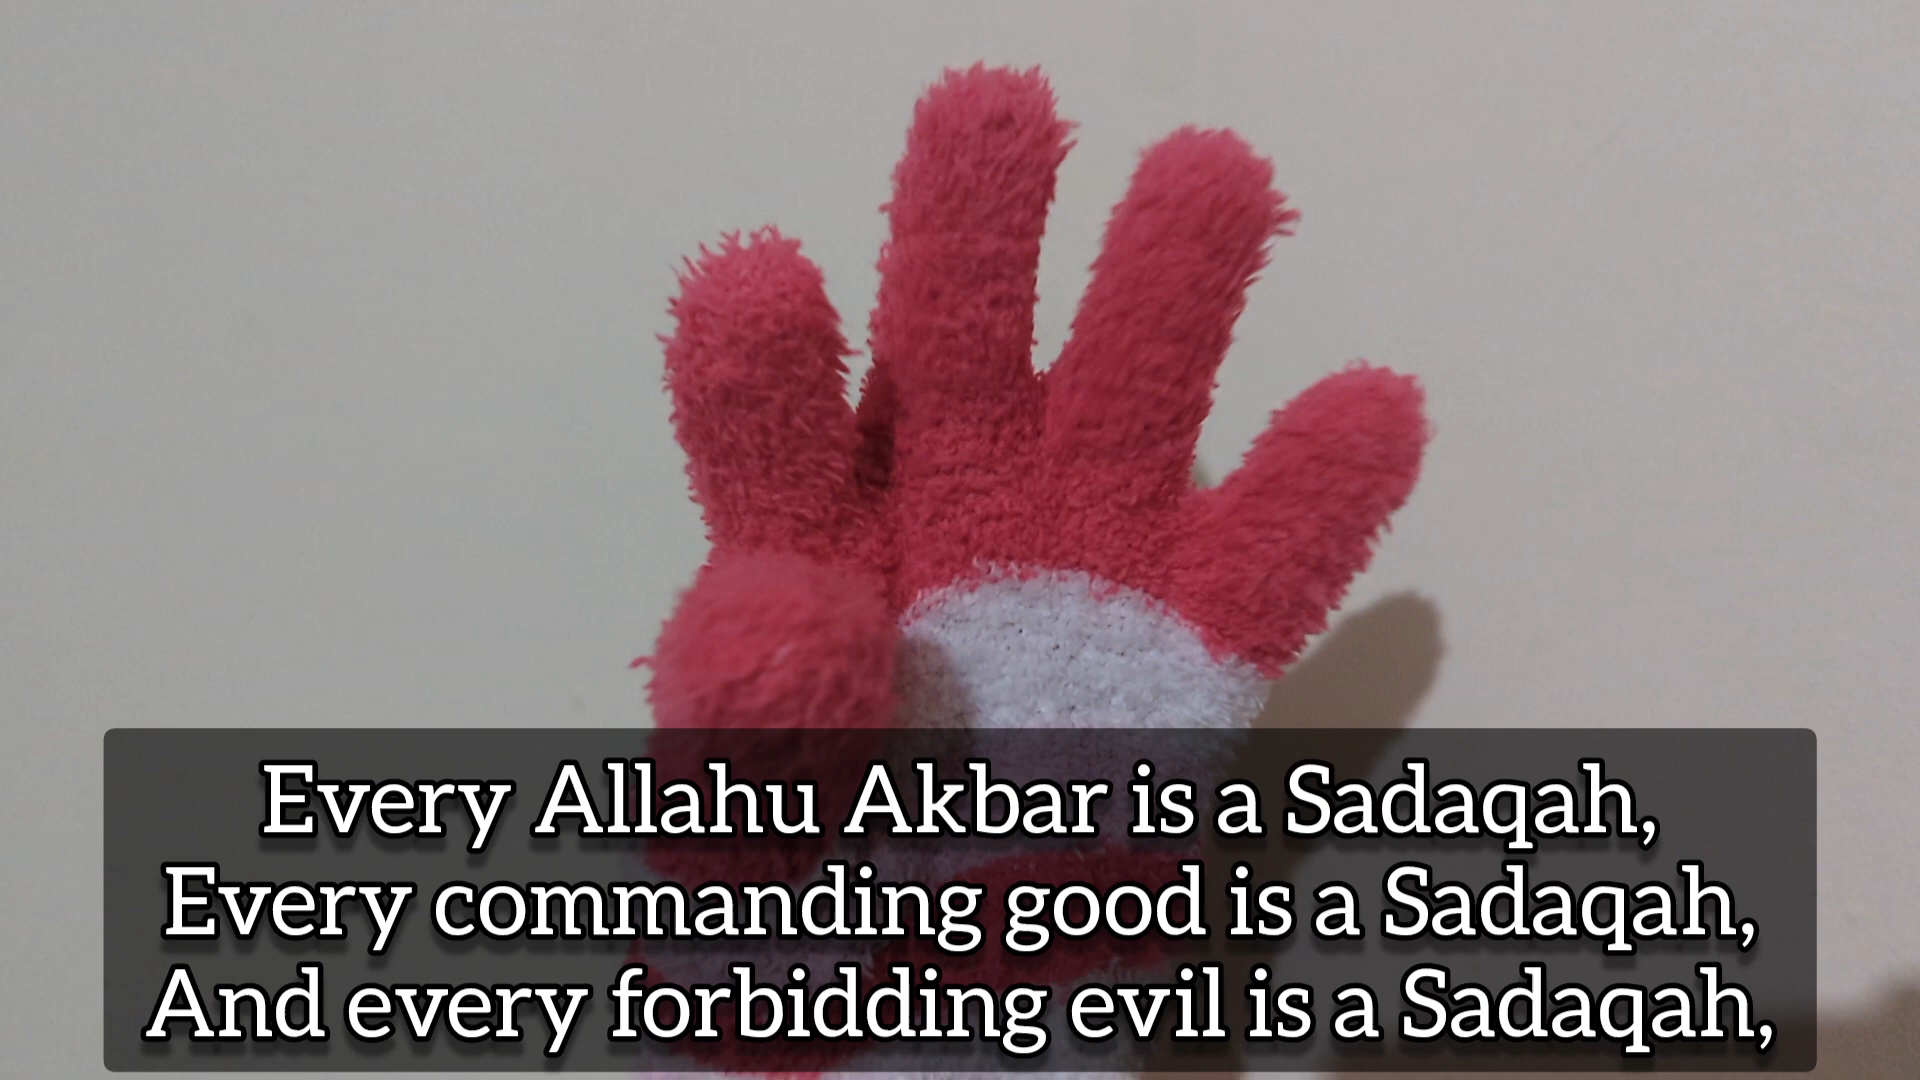 Every Allahu Akbar is a Sadaqah,
Every commanding good is a Sadaqah,
And every forbidding evil is a Sadaqah,